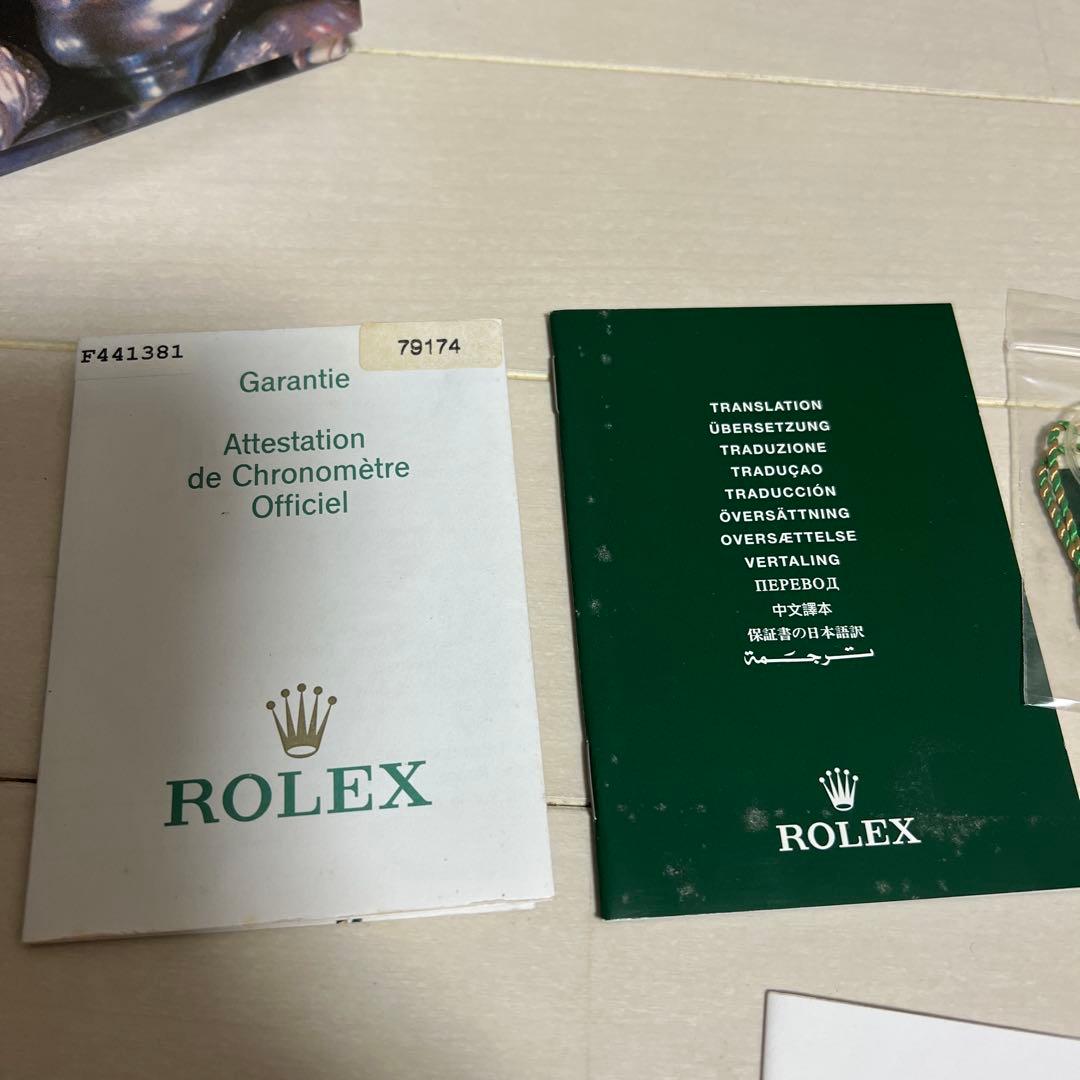 F441381
79174
Garantie
Attestation
de Chronomètre
Officiel
ROLEX
TRANSLATION
ÜBERSETZUNG
TRADUZIONE
TRADUÇAO
TRADUCCIÓN
ÖVERSÄTTNING
OVERSÆTTELSE
VERTALING
ПЕРЕВОД
中文譯本
保証書の日本語訳
ترجمة
ROLEX